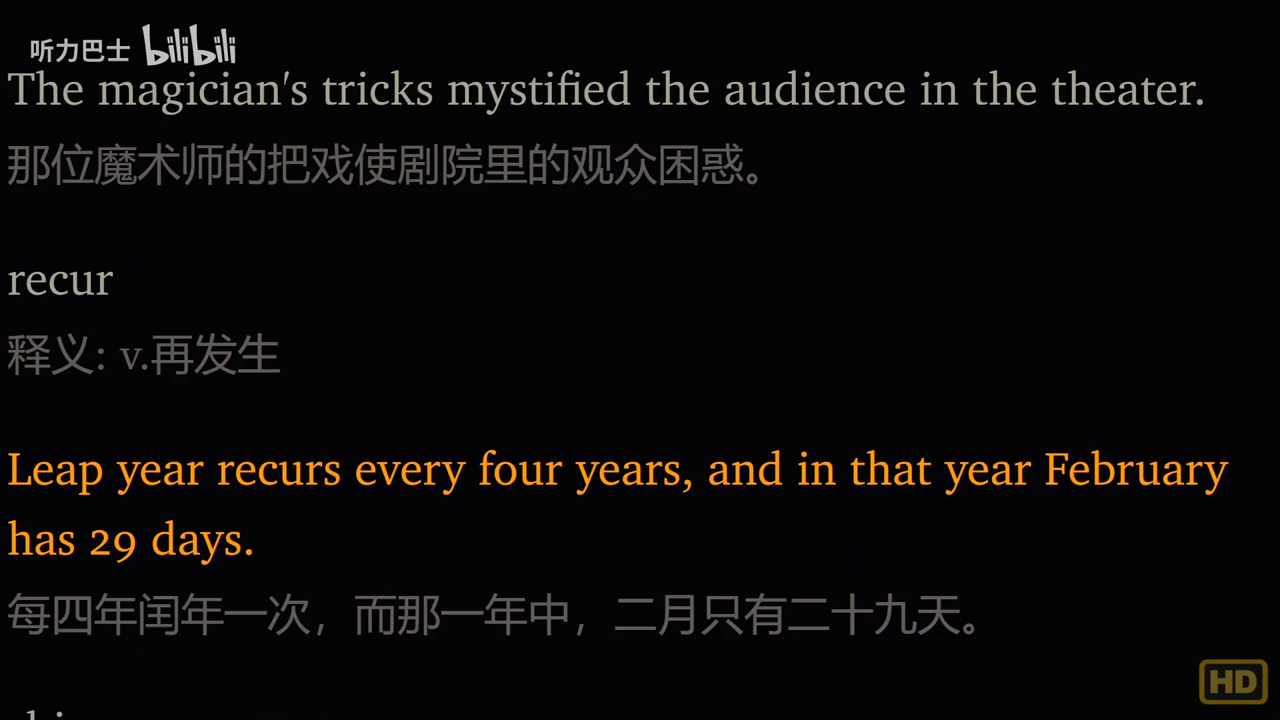 听力巴士 bilibili
The magician's tricks mystified the audience in the theater.
那位魔术师的把戏使剧院里的观众困惑。
recur
释义: v.再发生
Leap year recurs every four years, and in that year February
has 29 days.
每四年闰年一次，而那一年中，二月只有二十九天。
HD